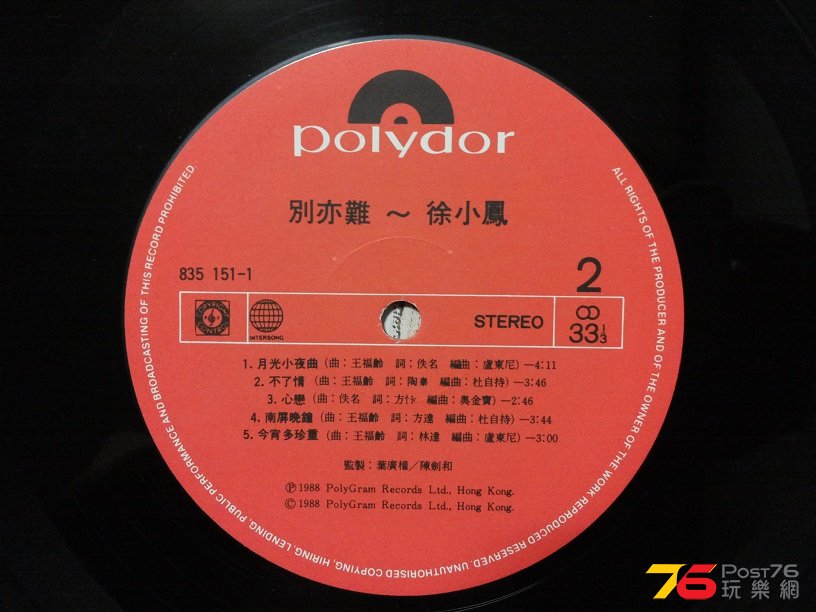 polydor
別亦難 ～ 徐小鳳
835 151-1
2
COPYRIGHT CONTROL
INTERSONG
STEREO
33 1/3
1. 月光小夜曲 (曲：王福齡 詞：佚名 編曲：盧東尼) —4:11
2. 不了情 (曲：王福齡 詞：陶秦 編曲：杜自持) —3:46
3. 心戀 (曲：佚名 詞：方忭 編曲：奧金寶) —2:46
4. 南屏晚鐘 (曲：王福齡 詞：方達 編曲：杜自持) —3:44
5. 今宵多珍重 (曲：王福齡 詞：林達 編曲：盧東尼) —3:00
監製：葉廣權／陳劍和
Ⓟ 1988 PolyGram Records Ltd., Hong Kong.
© 1988 PolyGram Records Ltd., Hong Kong.
ALL RIGHTS OF THE PRODUCER AND OF THE OWNER OF THE WORK REPRODUCED RESERVED. UNAUTHORISED COPYING, HIRING, LENDING, PUBLIC PERFORMANCE AND BROADCASTING OF THIS RECORD PROHIBITED.
76 POST76
玩樂網